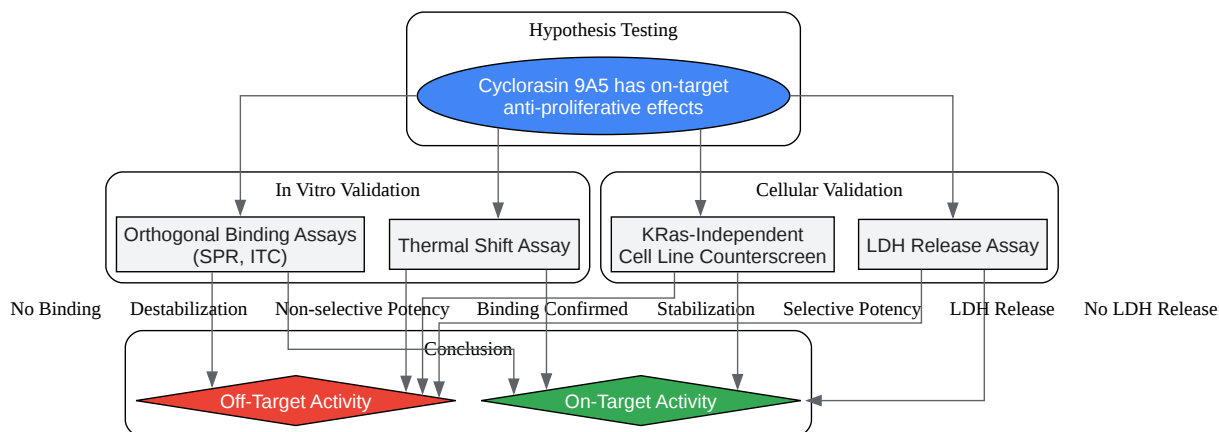 Hypothesis Testing
Cyclorasin 9A5 has on-target
anti-proliferative effects
In Vitro Validation
Cellular Validation
Orthogonal Binding Assays
(SPR, ITC)
Thermal Shift Assay
KRas-Independent
Cell Line Counterscreen
LDH Release Assay
No Binding
Destabilization
Non-selective Potency
Binding Confirmed
Stabilization
Selective Potency
LDH Release
No LDH Release
Conclusion
Off-Target Activity
On-Target Activity